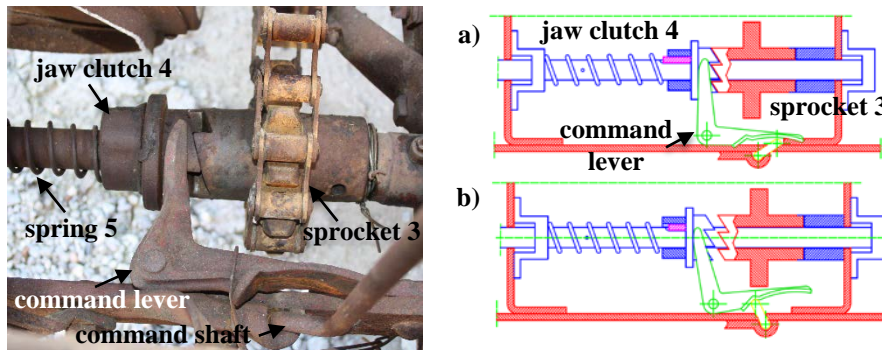 jaw clutch 4
spring 5
sprocket 3
command lever
command shaft
a)
jaw clutch 4
sprocket 3
command
lever
b)